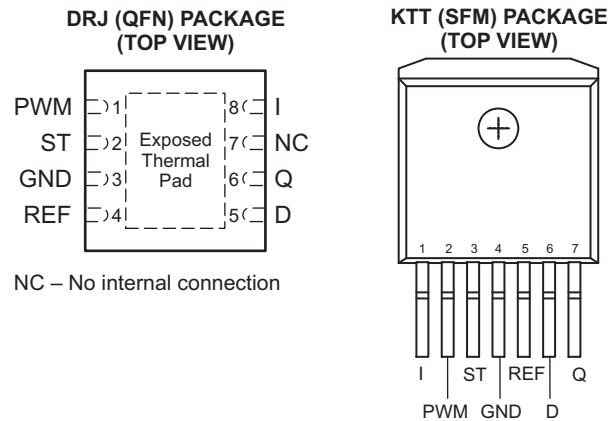 DRJ (QFN) PACKAGE
(TOP VIEW)
PWM 1 8 I
ST 2 7 NC
GND 3 6 Q
REF 4 5 D
Exposed
Thermal
Pad
NC – No internal connection
KTT (SFM) PACKAGE
(TOP VIEW)
1 2 3 4 5 6 7
I ST REF Q
PWM GND D